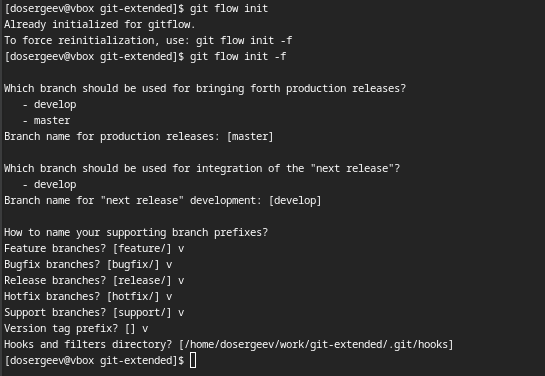 [dosergeev@vbox git-extended]$ git flow init
Already initialized for gitflow.
To force reinitialization, use: git flow init -f
[dosergeev@vbox git-extended]$ git flow init -f
Which branch should be used for bringing forth production releases?
- develop
- master
Branch name for production releases: [master]
Which branch should be used for integration of the "next release"?
- develop
Branch name for "next release" development: [develop]
How to name your supporting branch prefixes?
Feature branches? [feature/] v
Bugfix branches? [bugfix/] v
Release branches? [release/] v
Hotfix branches? [hotfix/] v
Support branches? [support/] v
Version tag prefix? [] v
Hooks and filters directory? [/home/dosergeev/work/git-extended/.git/hooks]
[dosergeev@vbox git-extended]$